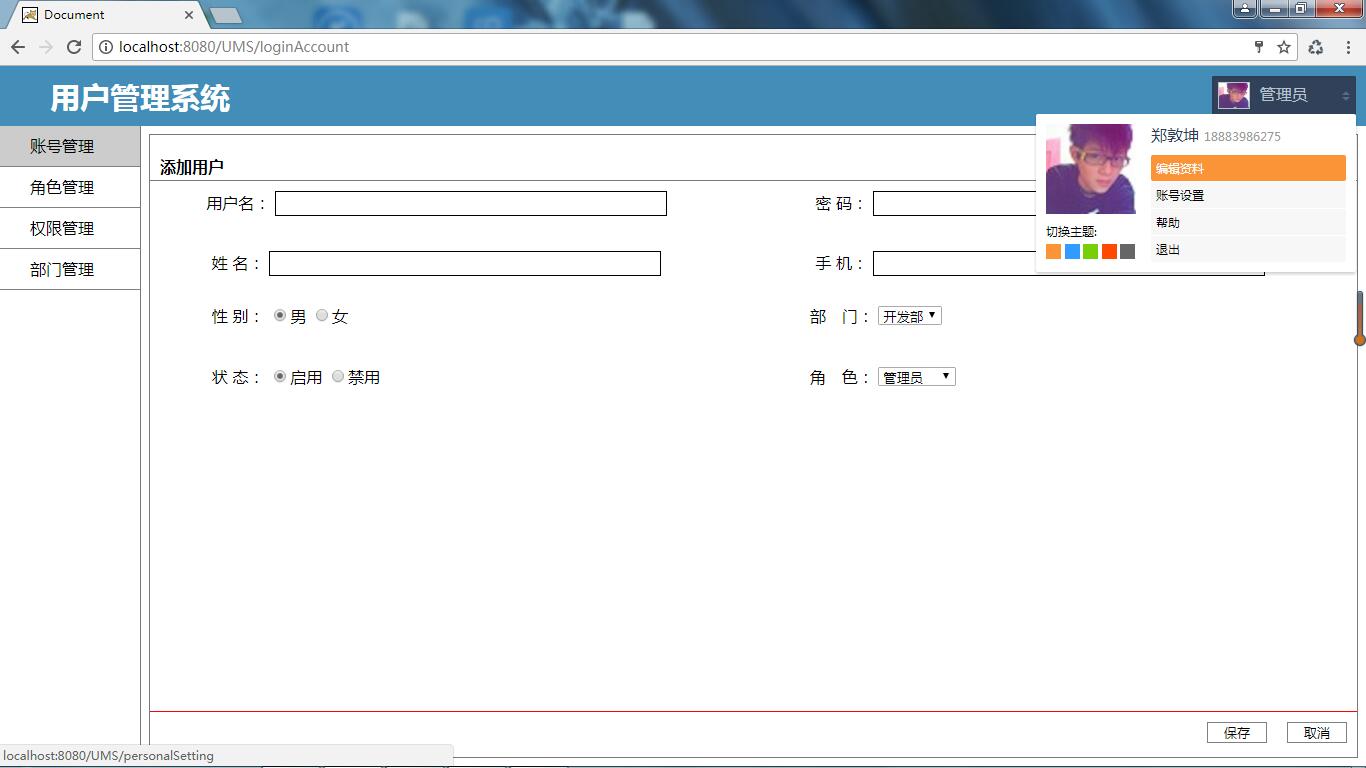 Document
localhost:8080/UMS/loginAccount
用户管理系统
管理员
账号管理
角色管理
权限管理
部门管理
郑敦坤 18883986275
编辑资料
账号设置
帮助
退出
切换主题:
添加用户
用户名：
密 码：
姓 名：
手 机：
性 别： 男 女
部 门： 开发部
状 态： 启用 禁用
角 色： 管理员
保存 取消
localhost:8080/UMS/personalSetting